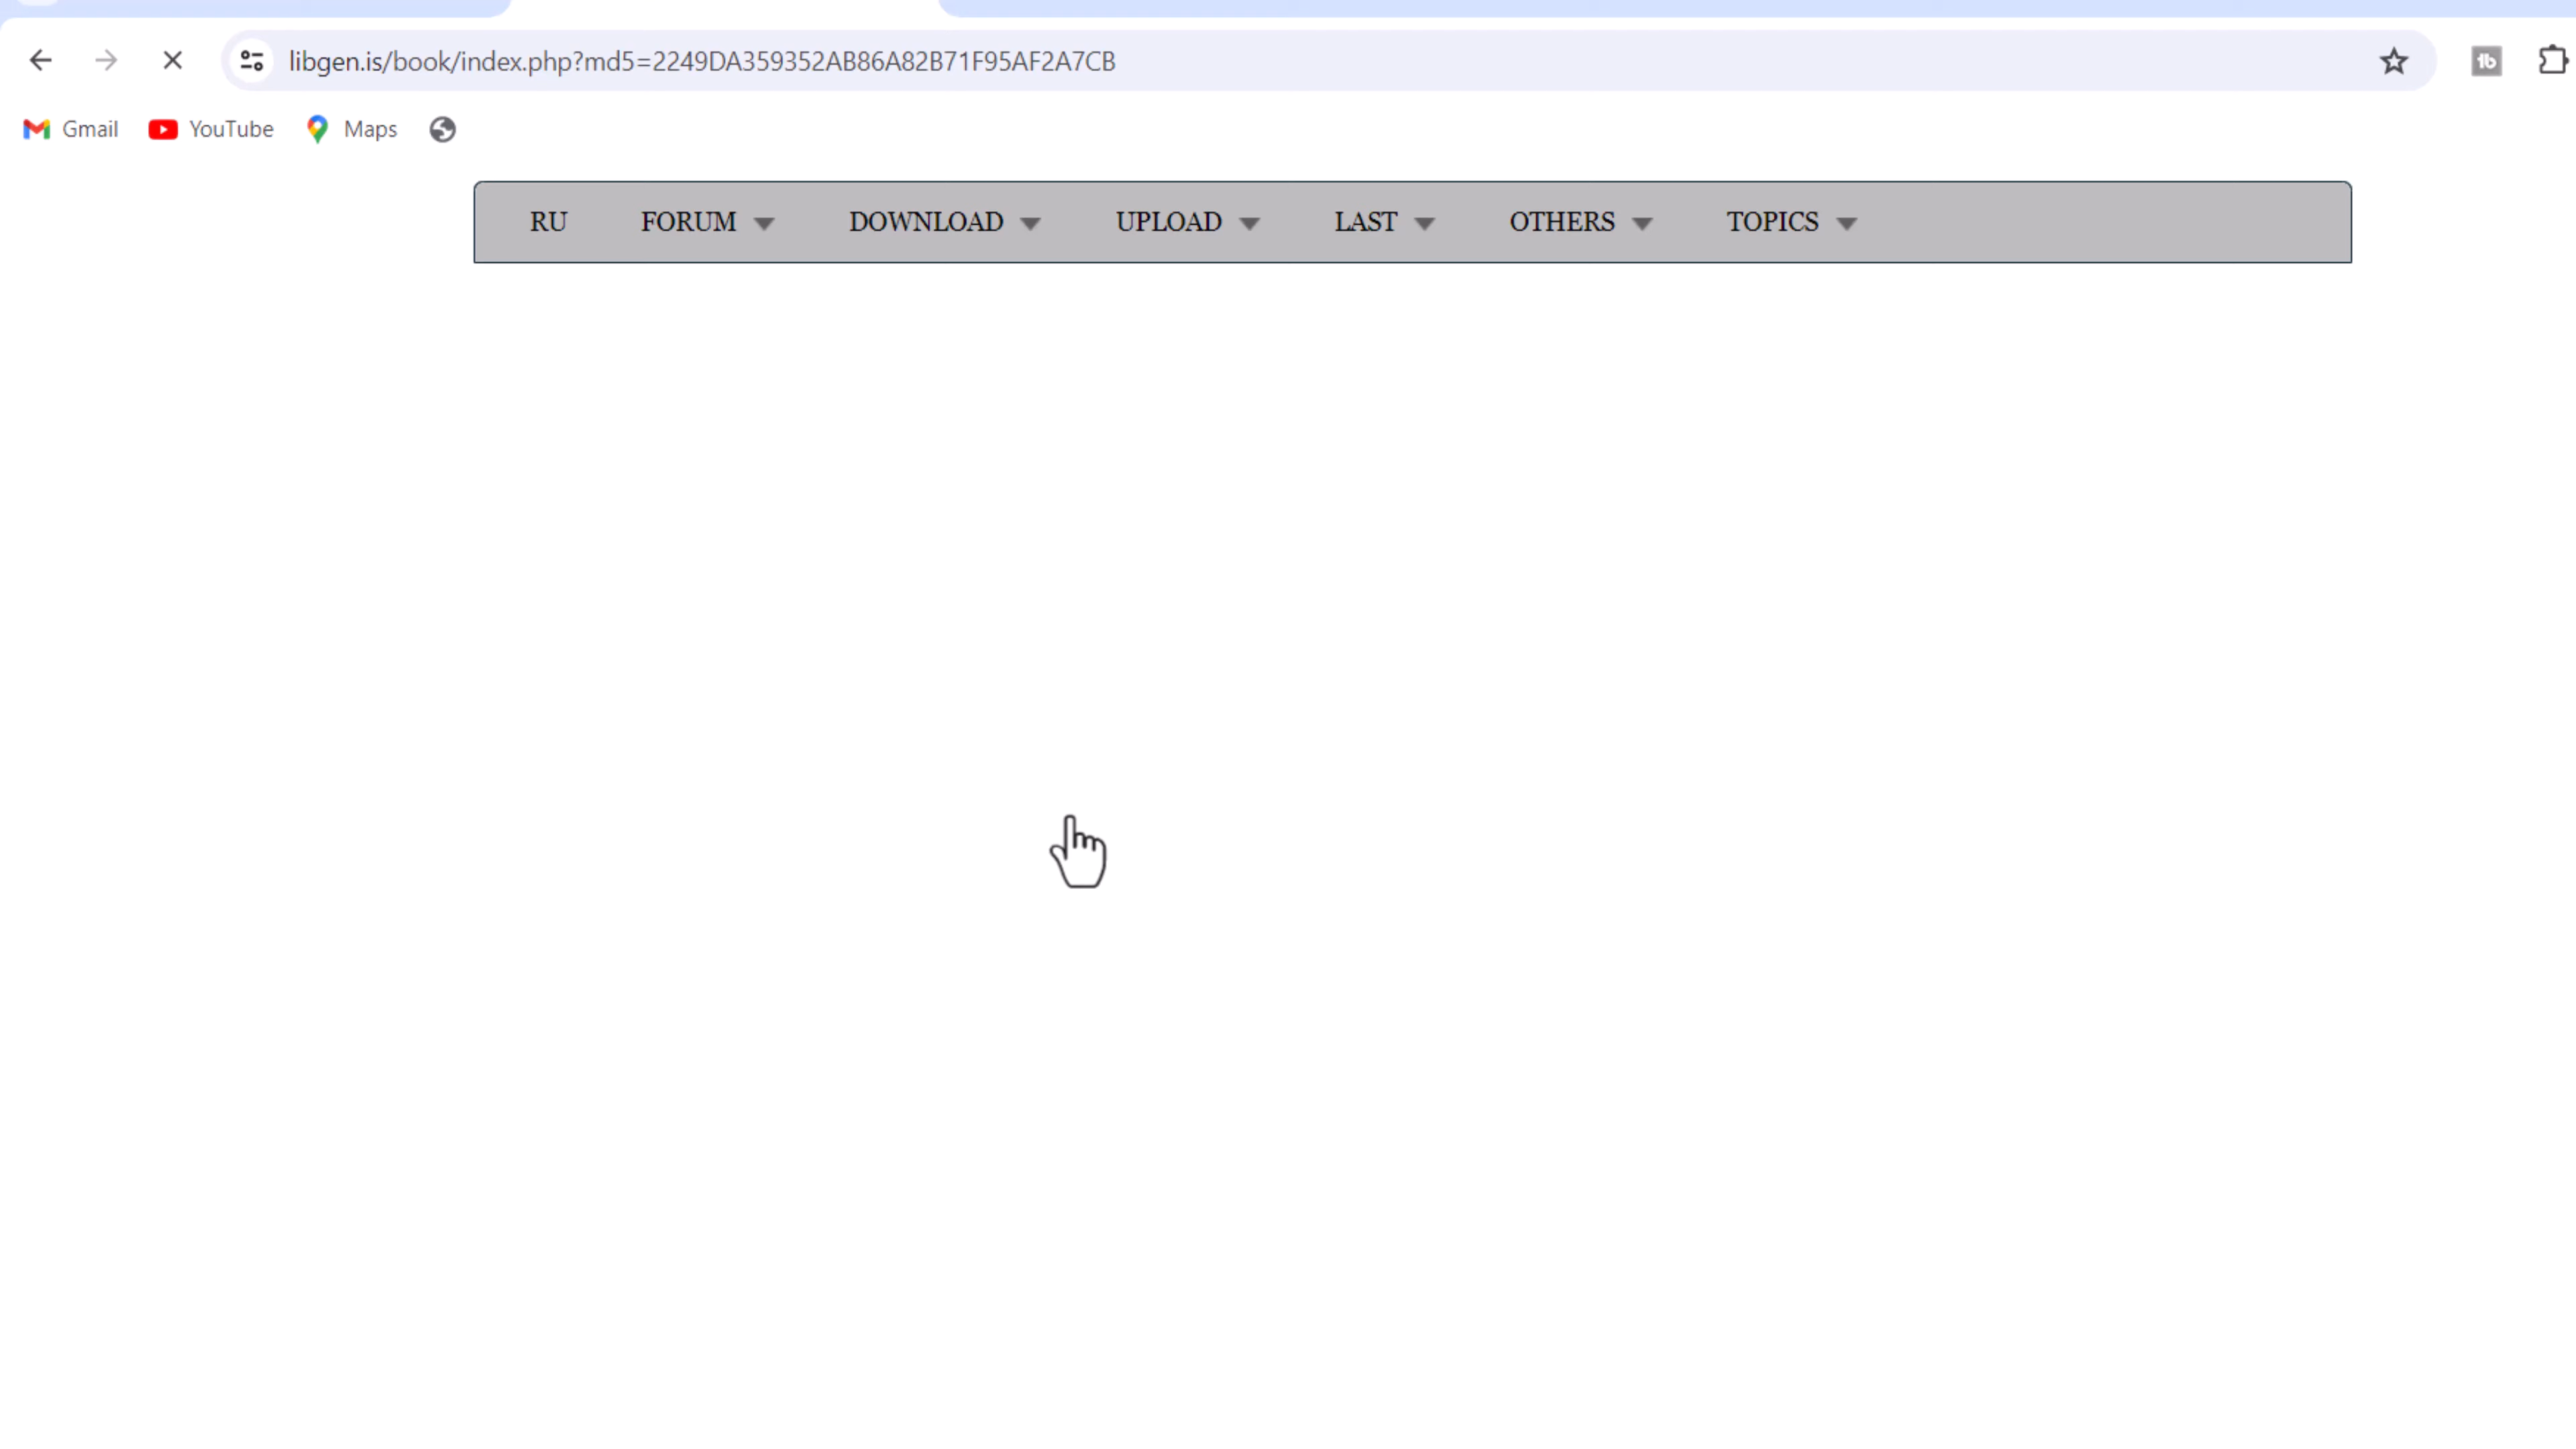 libgen.is/book/index.php?md5=2249DA359352AB86A82B71F95AF2A7CB
Gmail YouTube Maps
RU FORUM DOWNLOAD UPLOAD LAST OTHERS TOPICS